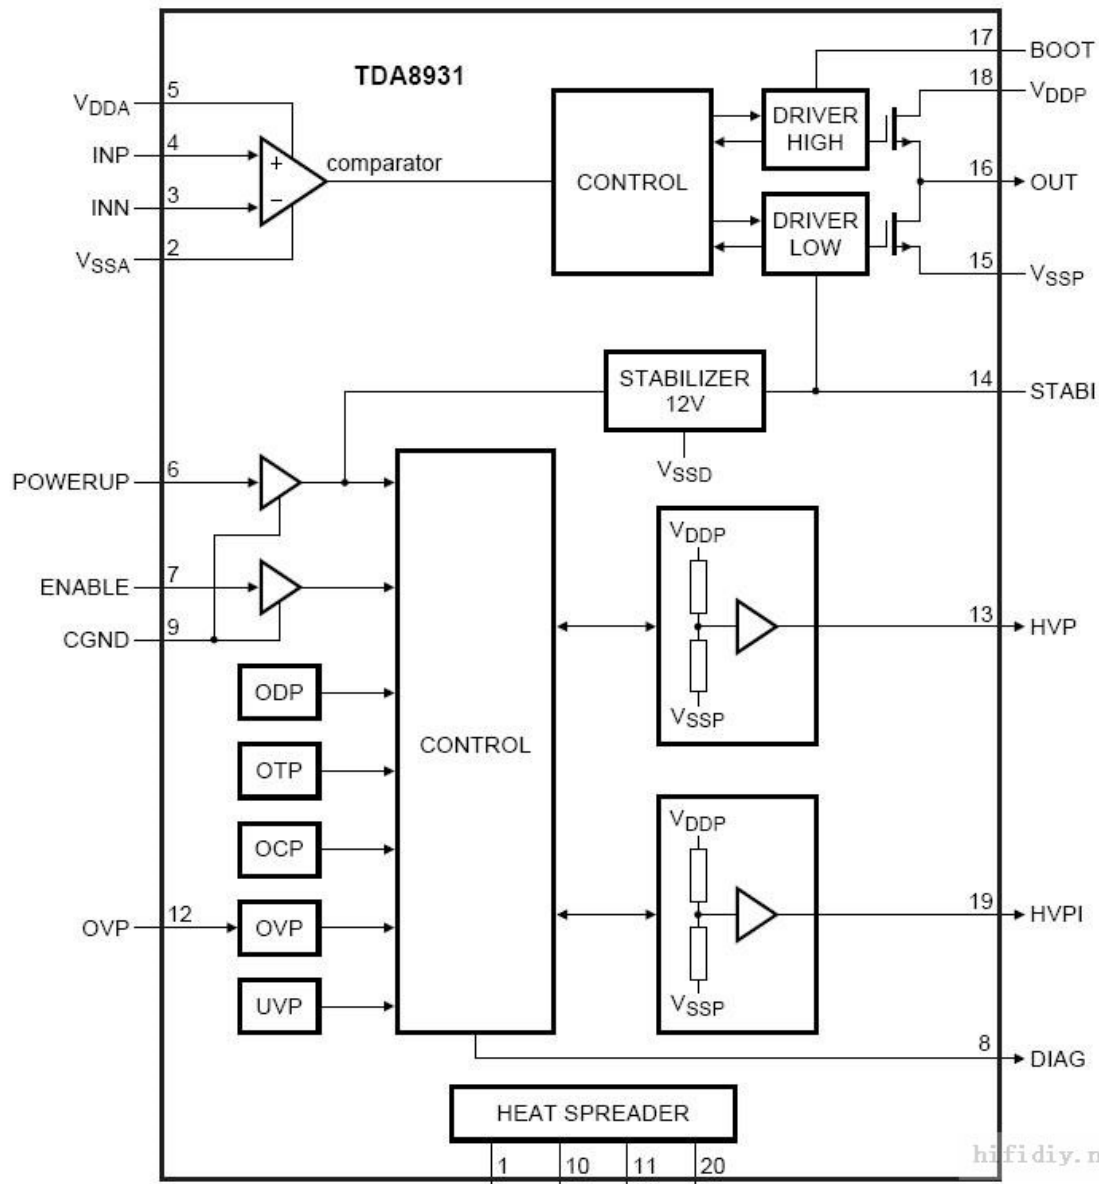 TDA8931
17
BOOT
18
VDDP
5
VDDA
4
INP
3
INN
2
VSSA
+
−
comparator
CONTROL
DRIVER
HIGH
DRIVER
LOW
16
OUT
15
VSSP
STABILIZER
12V
14
STABI
VSSD
6
POWERUP
7
ENABLE
9
CGND
ODP
OTP
OCP
12
OVP
OVP
UVP
CONTROL
VDDP
VSSP
13
HVP
VDDP
VSSP
19
HVPI
8
DIAG
HEAT SPREADER
1
10
11
20
hifidiy.n